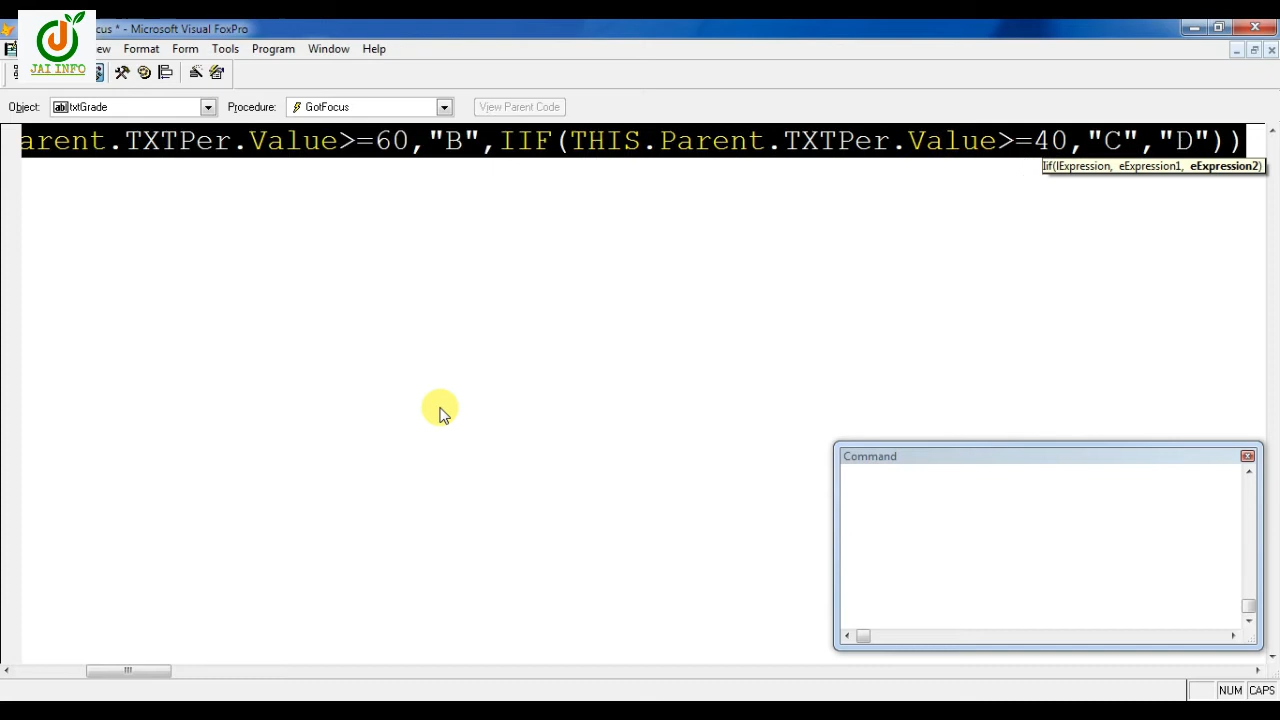 cus * - Microsoft Visual FoxPro
JAI INFO
ew Format Form Tools Program Window Help
Object: abl txtGrade Procedure: GotFocus View Parent Code
arent.TXTPer.Value>=60,"B",IIF(THIS.Parent.TXTPer.Value>=40,"C","D"))
Iif(lExpression, eExpression1, eExpression2)
Command
NUM CAPS